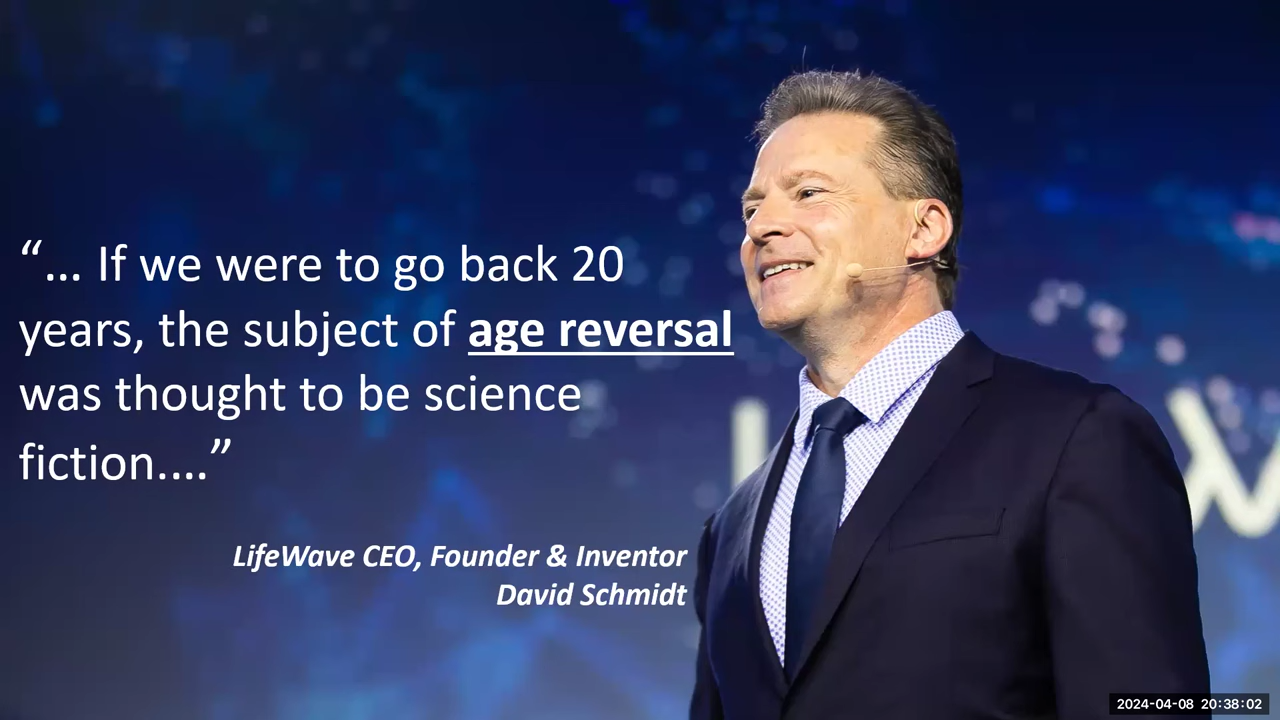 “... If we were to go back 20
years, the subject of age reversal
was thought to be science
fiction....”
LifeWave CEO, Founder & Inventor
David Schmidt
2024-04-08 20:38:02